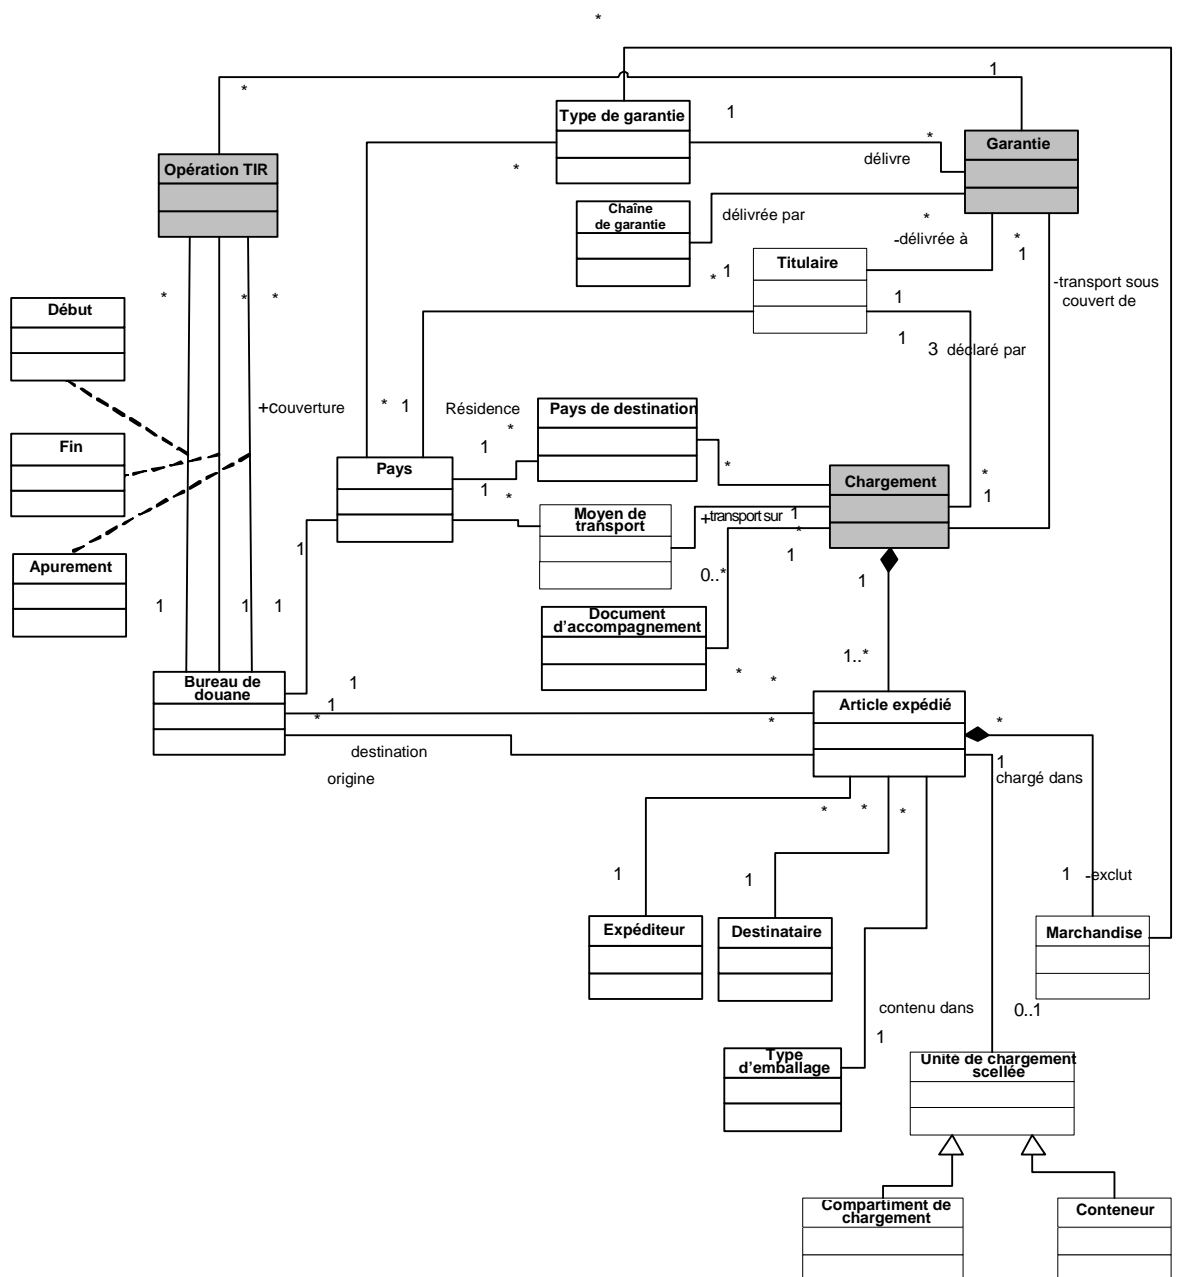 *
1
*
Type de garantie
1
*
Garantie
délivre
Opération TIR
*
Chaîne
de garantie
délivrée par
*
-délivrée à
*
1
Titulaire
* 1
-transport sous
couvert de
* * *
Début
1
1
3 déclaré par
+couverture
* 1
Résidence
*
Pays de destination
1
Fin
Pays
*
Chargement
*
1
*
1
Moyen de
transport
+transport sur
1
*
1
1
0..*
Apurement
1
1 1 1
Document
d'accompagnement
1..*
Bureau de
douane
1
* *
1
*
*
Article expédié
*
destination
origine
1
chargé dans
* * *
1
1
1
-exclut
Expéditeur
Destinataire
Marchandise
contenu dans
0..1
1
Type
d'emballage
Unité de chargement
scellée
Compartiment de
chargement
Conteneur